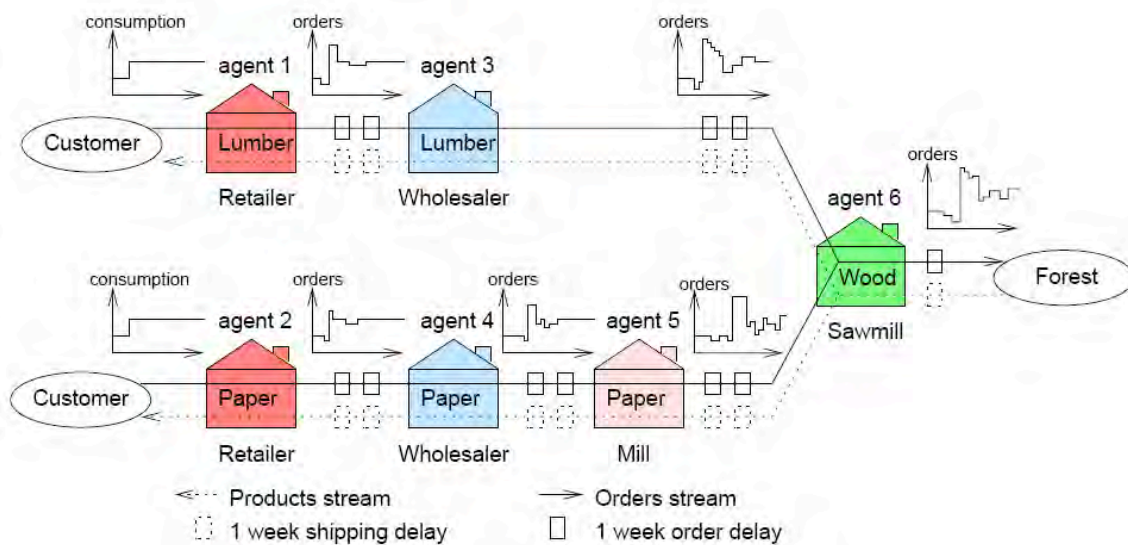 consumption
orders
orders
agent 1
agent 3
Customer
Lumber
Lumber
Retailer
Wholesaler
orders
agent 6
Wood
Forest
Sawmill
consumption
orders
orders
orders
agent 2
agent 4
agent 5
Customer
Paper
Paper
Paper
Retailer
Wholesaler
Mill
Products stream
Orders stream
1 week shipping delay
1 week order delay